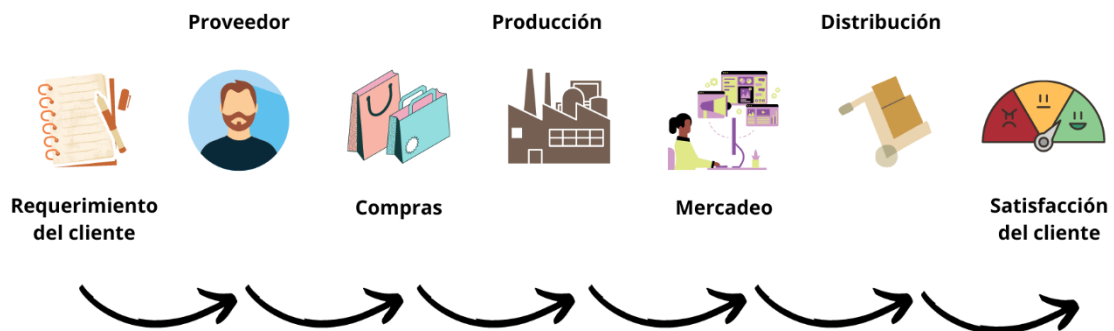 Proveedor
Producción
Distribución
Requerimiento
del cliente
Compras
Mercadeo
Satisfacción
del cliente